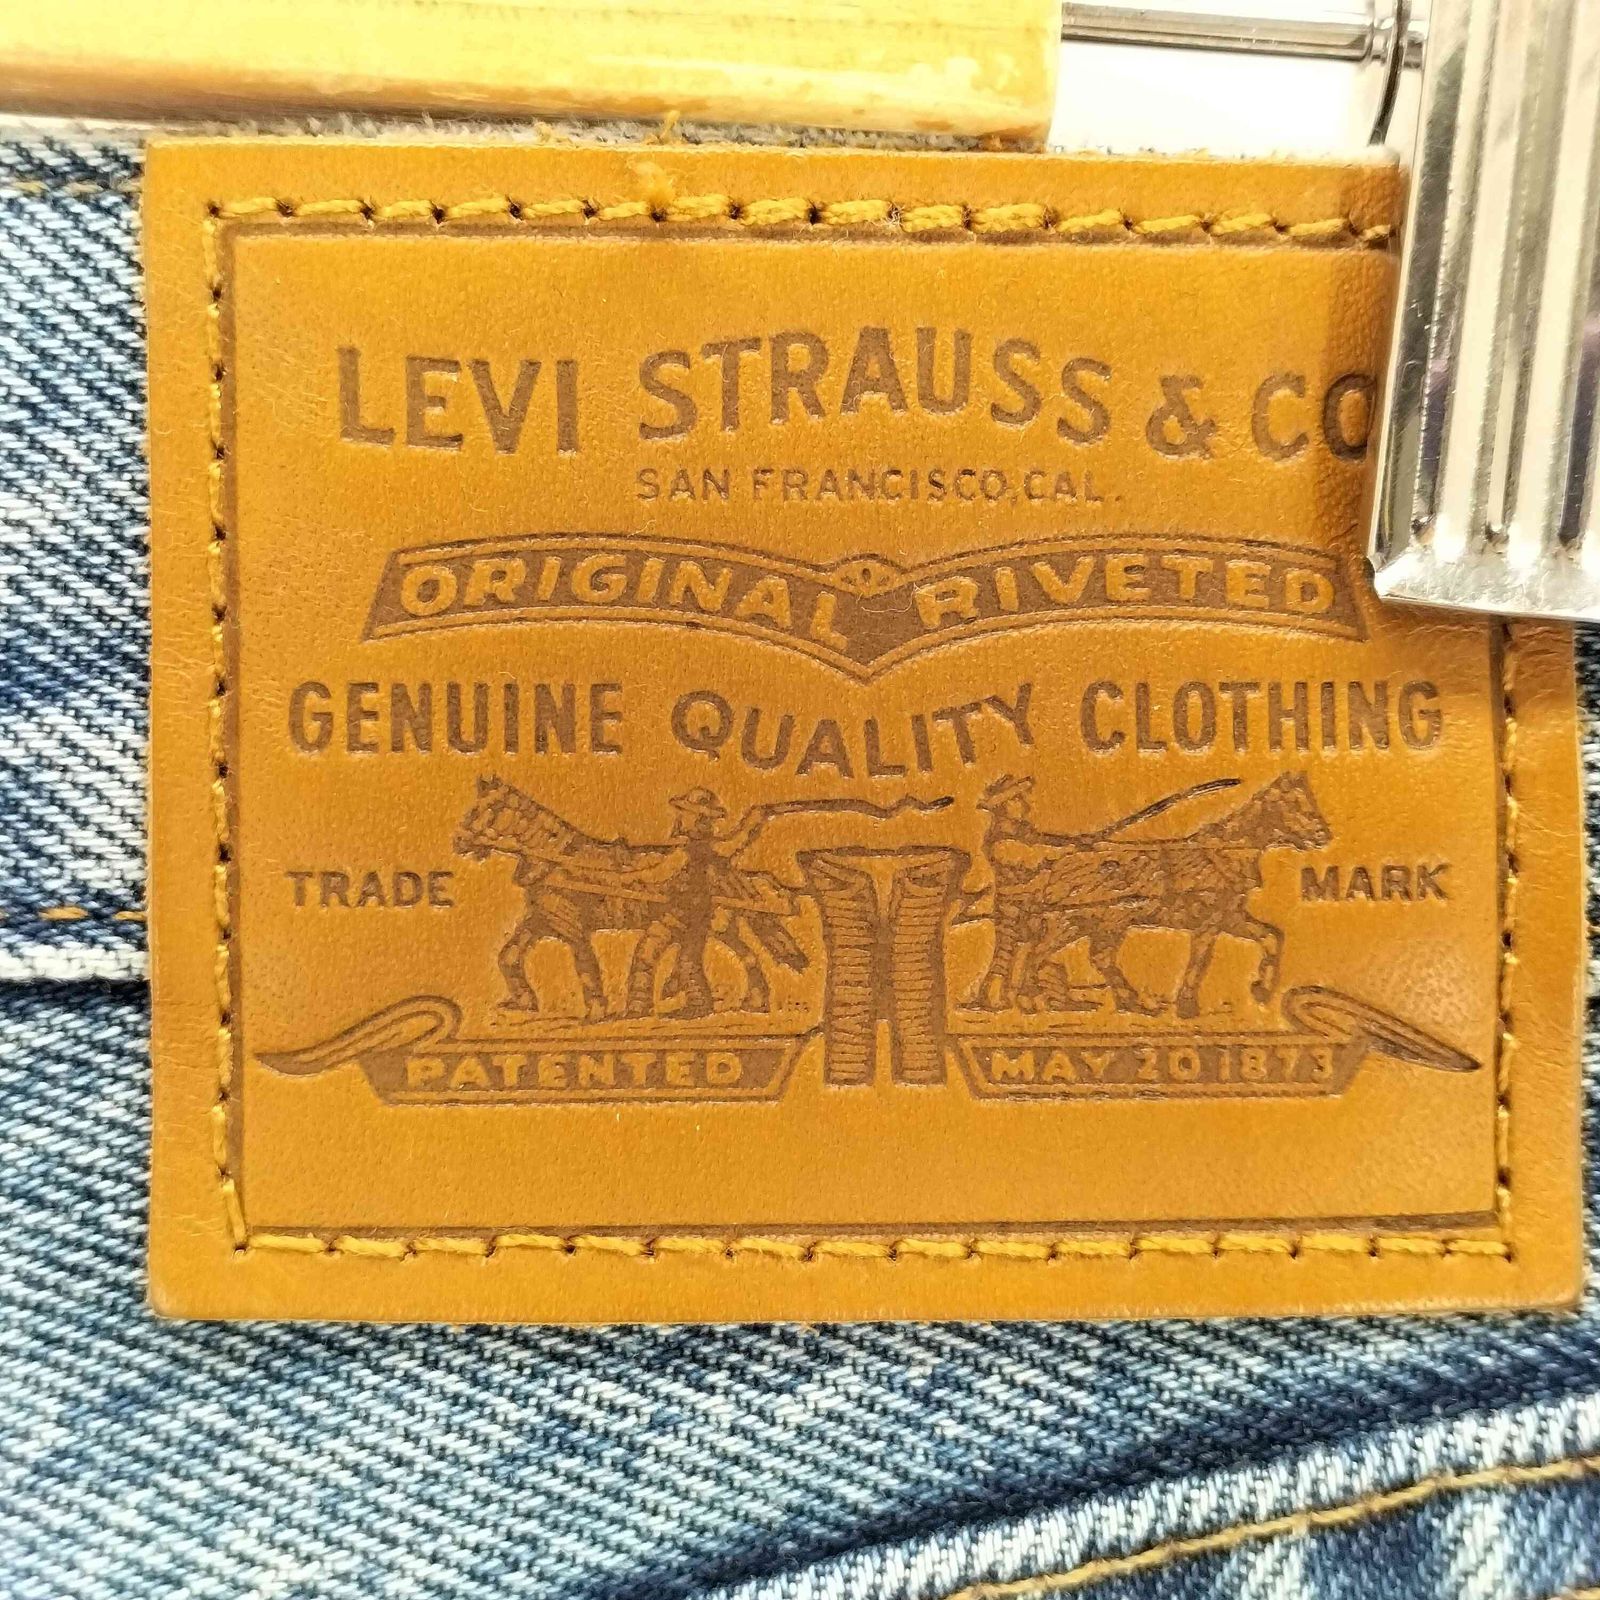 LEVI STRAUSS & CO
SAN FRANCISCO, CAL.
ORIGINAL RIVETED
GENUINE QUALITY CLOTHING
TRADE MARK
PATENTED MAY 20 1873